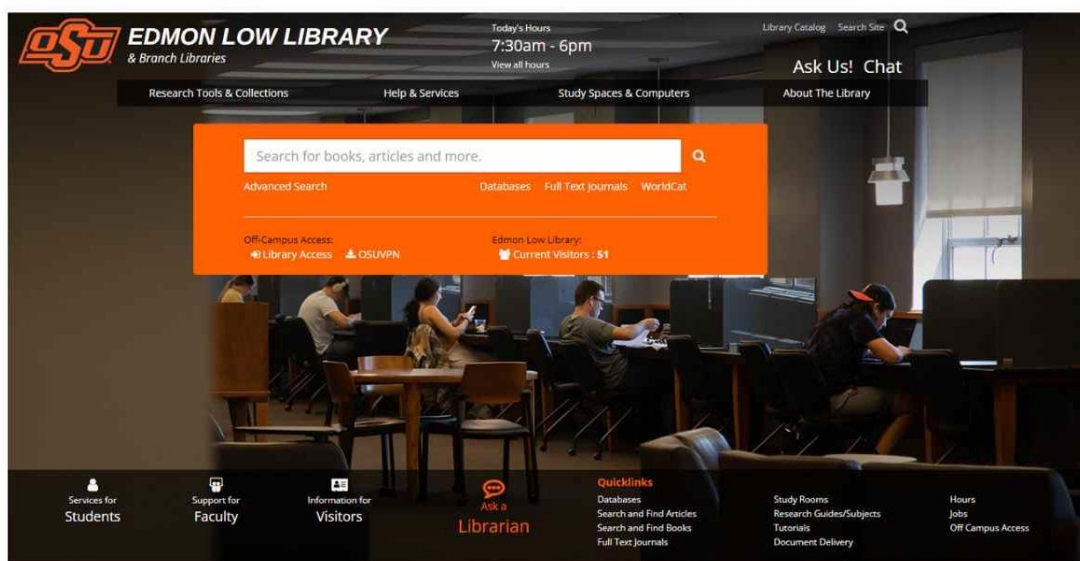 OSU
EDMON LOW LIBRARY
& Branch Libraries
Today's Hours
7:30am - 6pm
View all hours
Library Catalog Search Site
Ask Us! Chat
Research Tools & Collections Help & Services Study Spaces & Computers About The Library
Search for books, articles and more.
Advanced Search Databases Full Text Journals WorldCat
Off-Campus Access: Edmon Low Library:
Library Access OSUVPN Current Visitors : 51
Services for
Students
Support for
Faculty
Information for
Visitors
Ask a
Librarian
Quicklinks
Databases
Search and Find Articles
Search and Find Books
Full Text Journals
Study Rooms
Research Guides/Subjects
Tutorials
Document Delivery
Hours
Jobs
Off Campus Access